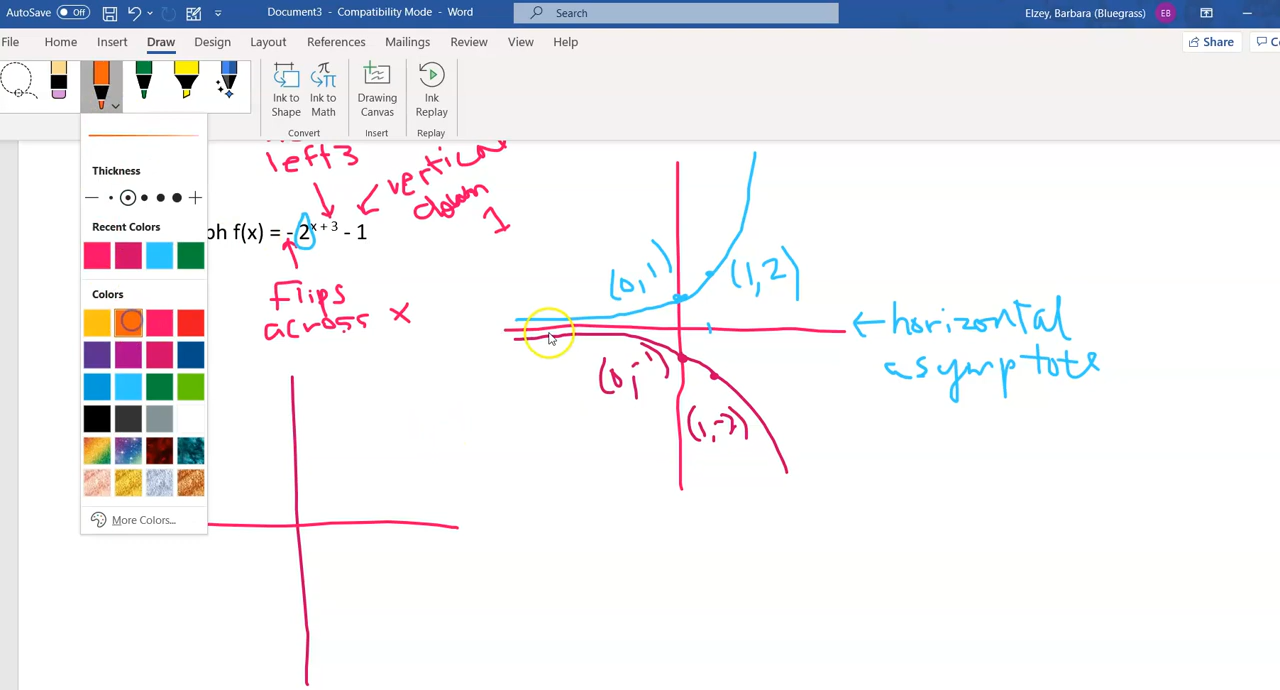 AutoSave Off Document3 - Compatibility Mode - Word Search Elzey, Barbara (Bluegrass) EB
File Home Insert Draw Design Layout References Mailings Review View Help Share Co
Ink to Shape Ink to Math Drawing Canvas Ink Replay
Convert Insert Replay
left 3
vertical
down
1
ph f(x) = - 2^{x + 3} - 1
Flips
across x
Thickness
Recent Colors
Colors
More Colors...
(0,1)
(1,2)
←horizontal
asymptote
(0,-1)
(1,-2)